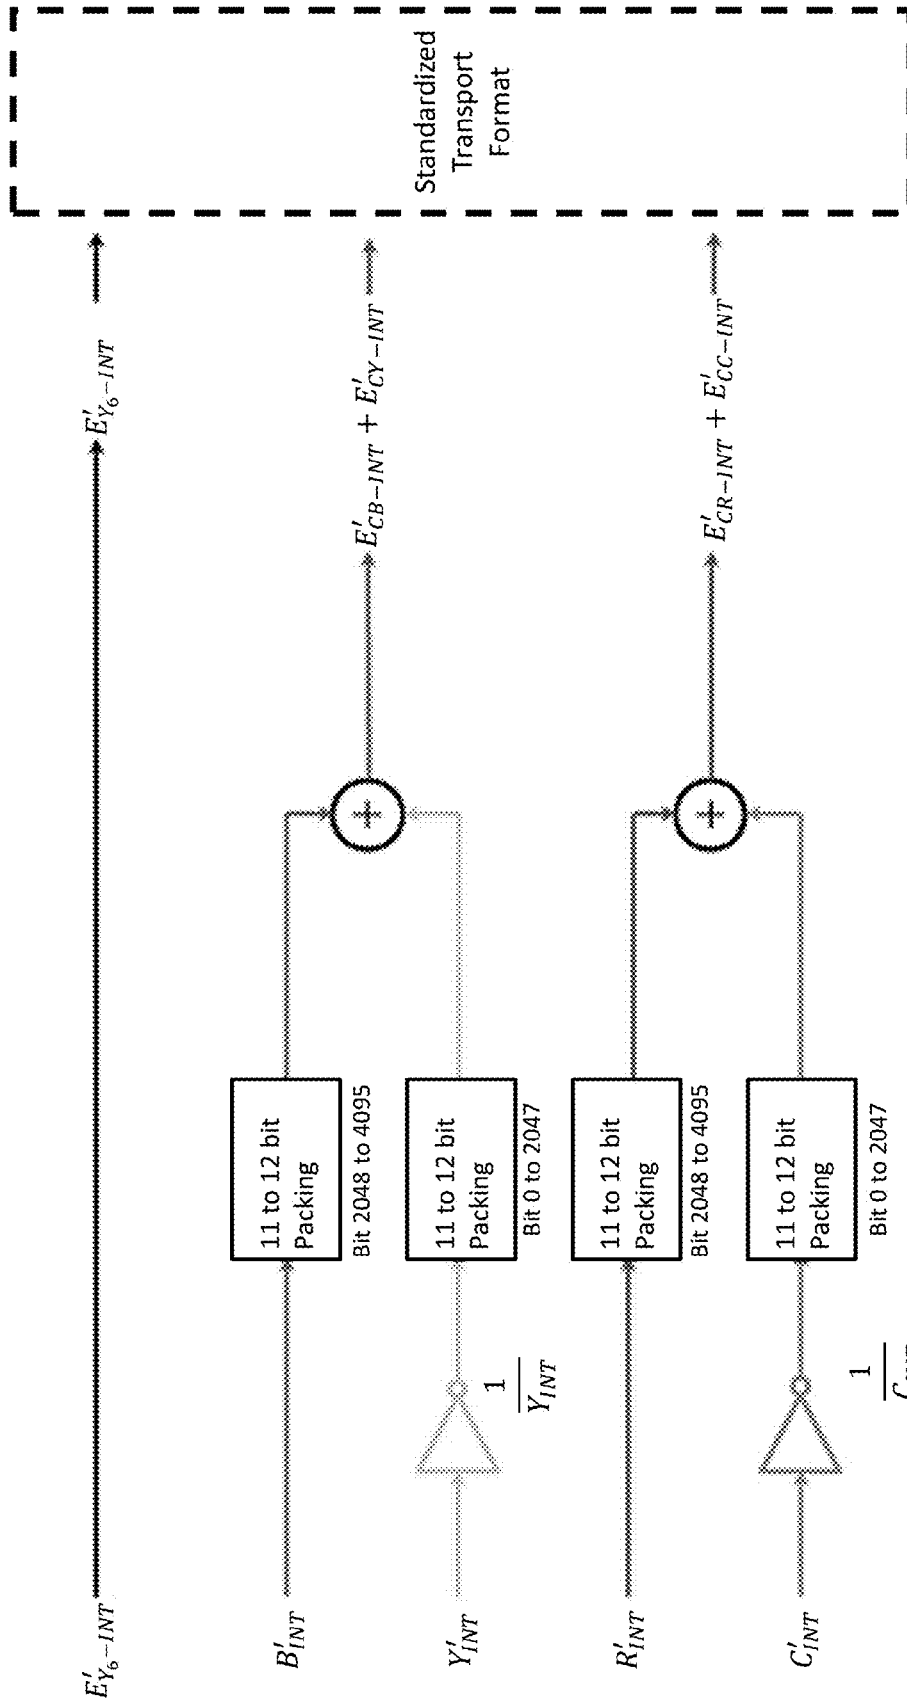 E′Y₆−INT
E′Y₆−INT
B′INT
11 to 12 bit
Packing
Bit 2048 to 4095
E′CB−INT + E′CY−INT
+
Y′INT
1
YINT
11 to 12 bit
Packing
Bit 0 to 2047
R′INT
11 to 12 bit
Packing
Bit 2048 to 4095
E′CR−INT + E′CC−INT
+
C′INT
1
11 to 12 bit
Packing
Bit 0 to 2047
Standardized
Transport
Format